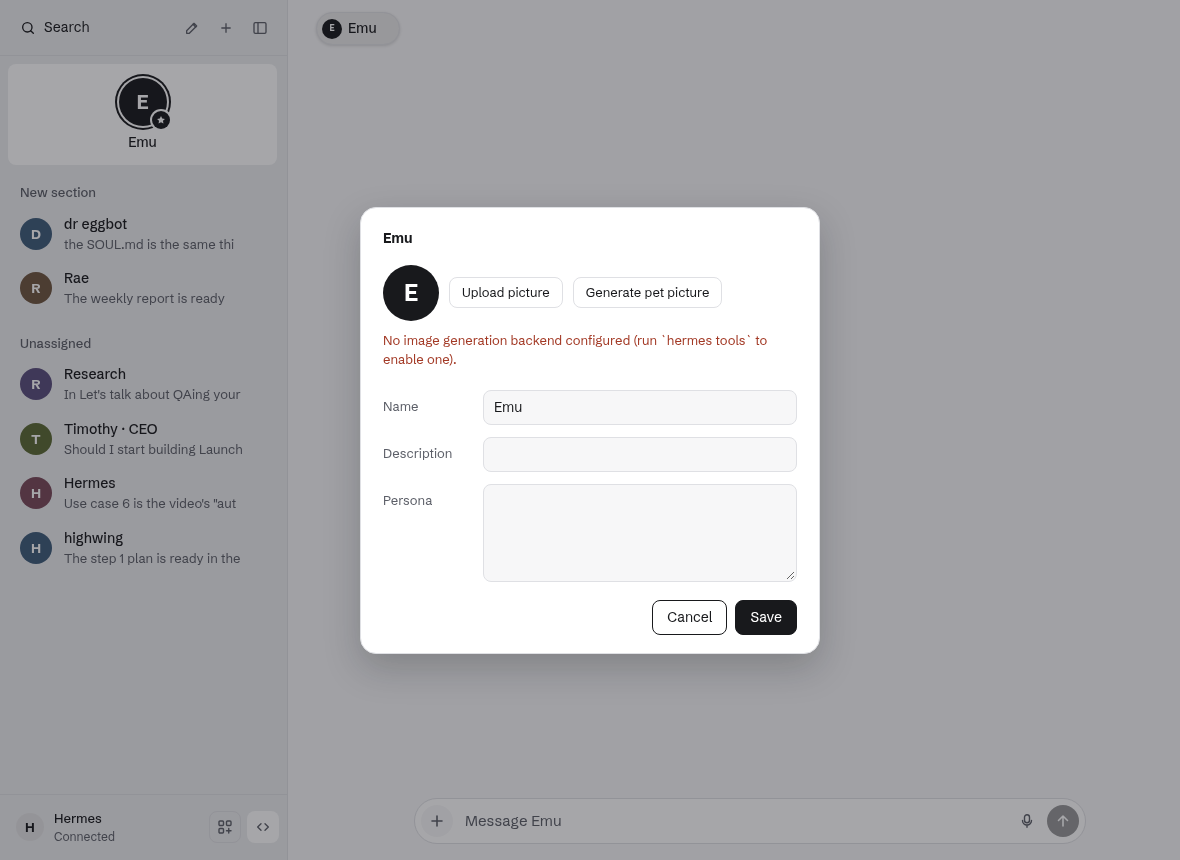 Search
E
Emu
E
Emu
New section
D
dr eggbot
the SOUL.md is the same thi
R
Rae
The weekly report is ready
Unassigned
R
Research
In Let's talk about QAing your
T
Timothy · CEO
Should I start building Launch
H
Hermes
Use case 6 is the video's "aut
H
highwing
The step 1 plan is ready in the
H
Hermes
Connected
Emu
E
Upload picture
Generate pet picture
No image generation backend configured (run `hermes tools` to
enable one).
Name
Emu
Description
Persona
Cancel
Save
Message Emu